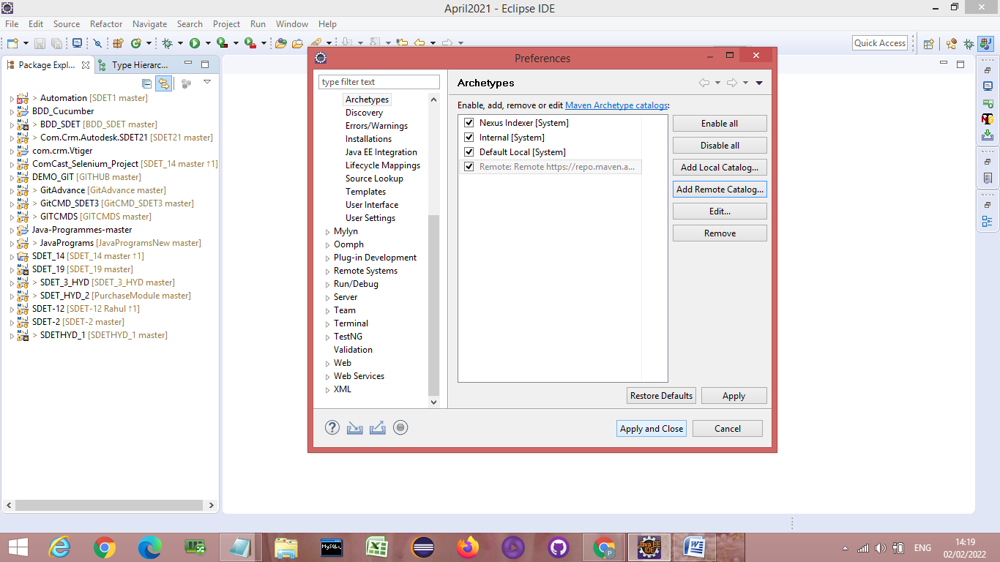 April2021 - Eclipse IDE
File Edit Source Refactor Navigate Search Project Run Window Help
Quick Access
Package Expl... Type Hierarc...
> Automation [SDET1 master]
BDD_Cucumber
> BDD_SDET [BDD_SDET master]
> Com.Crm.Autodesk.SDET21 [SDET21 master]
com.crm.Vtiger
ComCast_Selenium_Project [SDET_14 master ↑1]
DEMO_GIT [GITHUB master]
> GitAdvance [GitAdvance master]
> GitCMD_SDET3 [GitCMD_SDET3 master]
> GITCMDS [GITCMDS master]
Java-Programmes-master
> JavaPrograms [JavaProgramsNew master]
SDET_14 [SDET_14 master ↑1]
SDET_19 [SDET_19 master]
> SDET_3_HYD [SDET_3_HYD master]
> SDET_HYD_2 [PurchaseModule master]
SDET-12 [SDET-12 Rahul ↑1]
SDET-2 [SDET-2 master]
> SDETHYD_1 [SDETHYD_1 master]
Preferences
type filter text
Archetypes
Discovery
Errors/Warnings
Installations
Java EE Integration
Lifecycle Mappings
Source Lookup
Templates
User Interface
User Settings
Mylyn
Oomph
Plug-in Development
Remote Systems
Run/Debug
Server
Team
Terminal
TestNG
Validation
Web
Web Services
XML
Archetypes
Enable, add, remove or edit Maven Archetype catalogs:
Nexus Indexer [System]
Internal [System]
Default Local [System]
Remote: Remote https://repo.maven.a...
Enable all
Disable all
Add Local Catalog...
Add Remote Catalog...
Edit...
Remove
Restore Defaults Apply
Apply and Close Cancel
MySQL
Java EE
IDE
P
ENG
14:19
02/02/2022